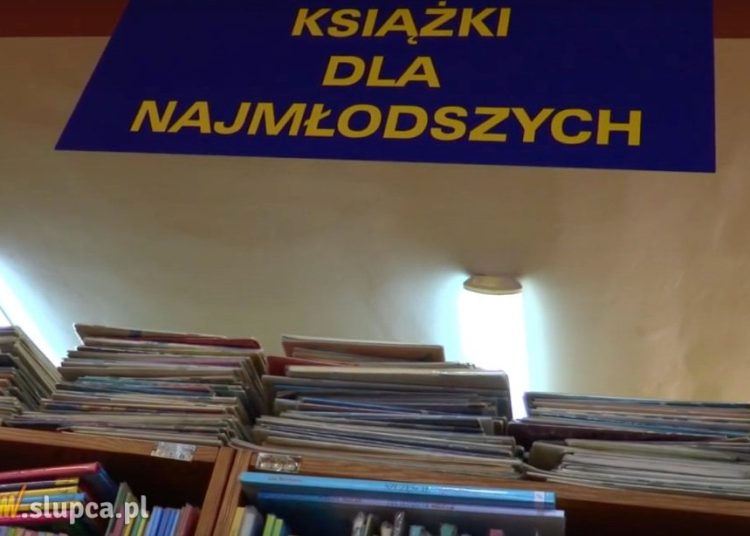 KSIĄŻKI
DLA
NAJMŁODSZYCH
w.slupca.pl